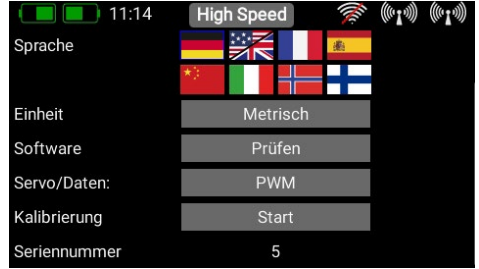 11:14 High Speed
Sprache
Einheit Metrisch
Software Prüfen
Servo/Daten: PWM
Kalibrierung Start
Seriennummer 5